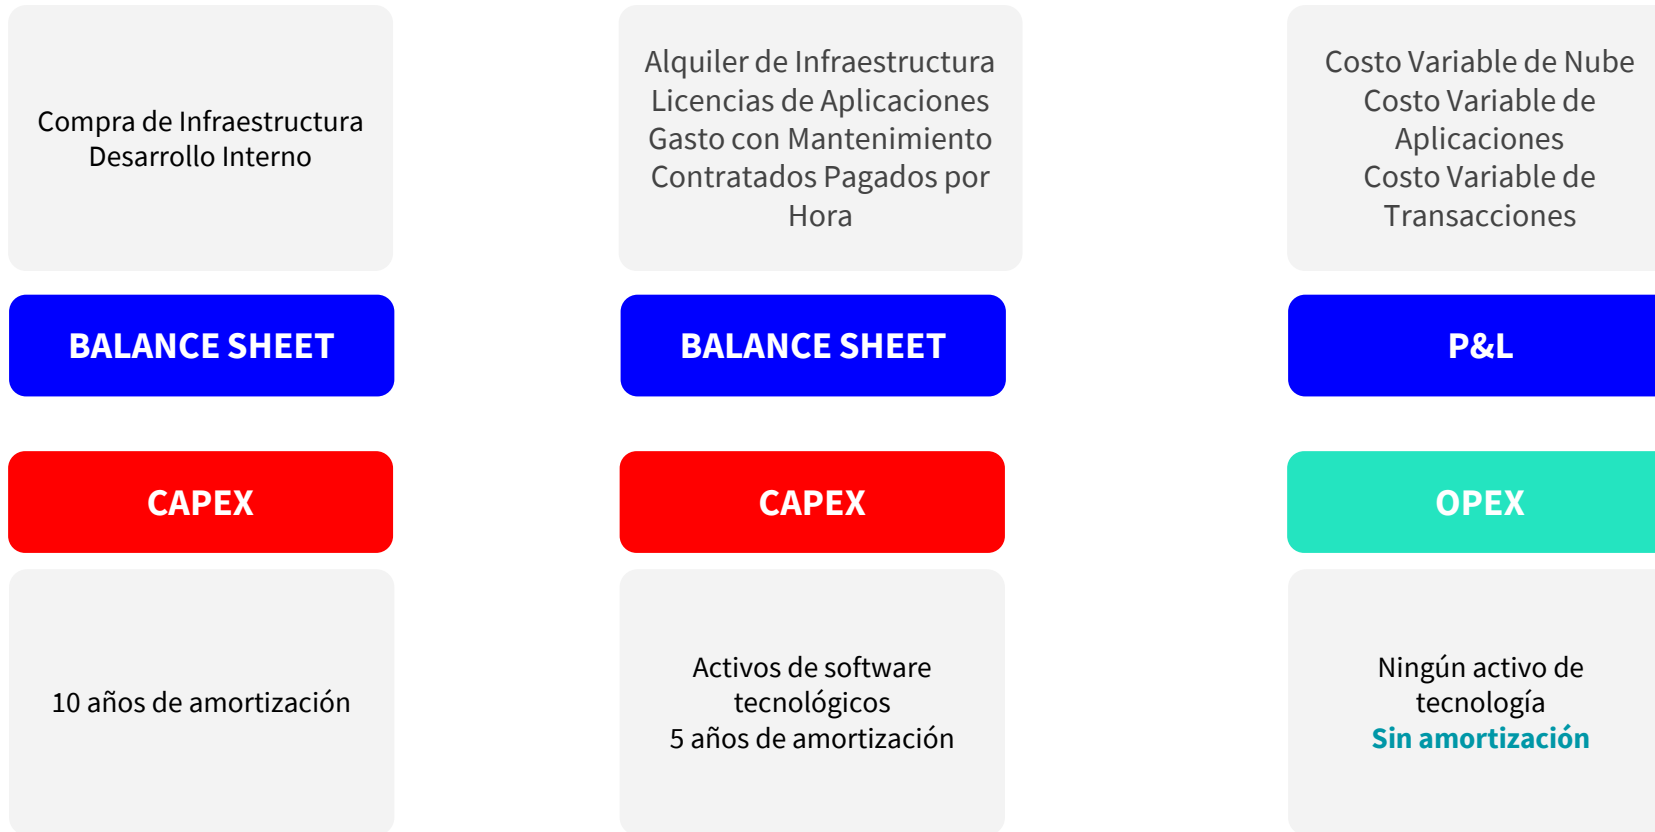 Compra de Infraestructura
Desarrollo Interno
Alquiler de Infraestructura
Licencias de Aplicaciones
Gasto con Mantenimiento
Contratados Pagados por
Hora
Costo Variable de Nube
Costo Variable de
Aplicaciones
Costo Variable de
Transacciones
BALANCE SHEET
BALANCE SHEET
P&L
CAPEX
CAPEX
OPEX
10 años de amortización
Activos de software
tecnológicos
5 años de amortización
Ningún activo de
tecnología
Sin amortización